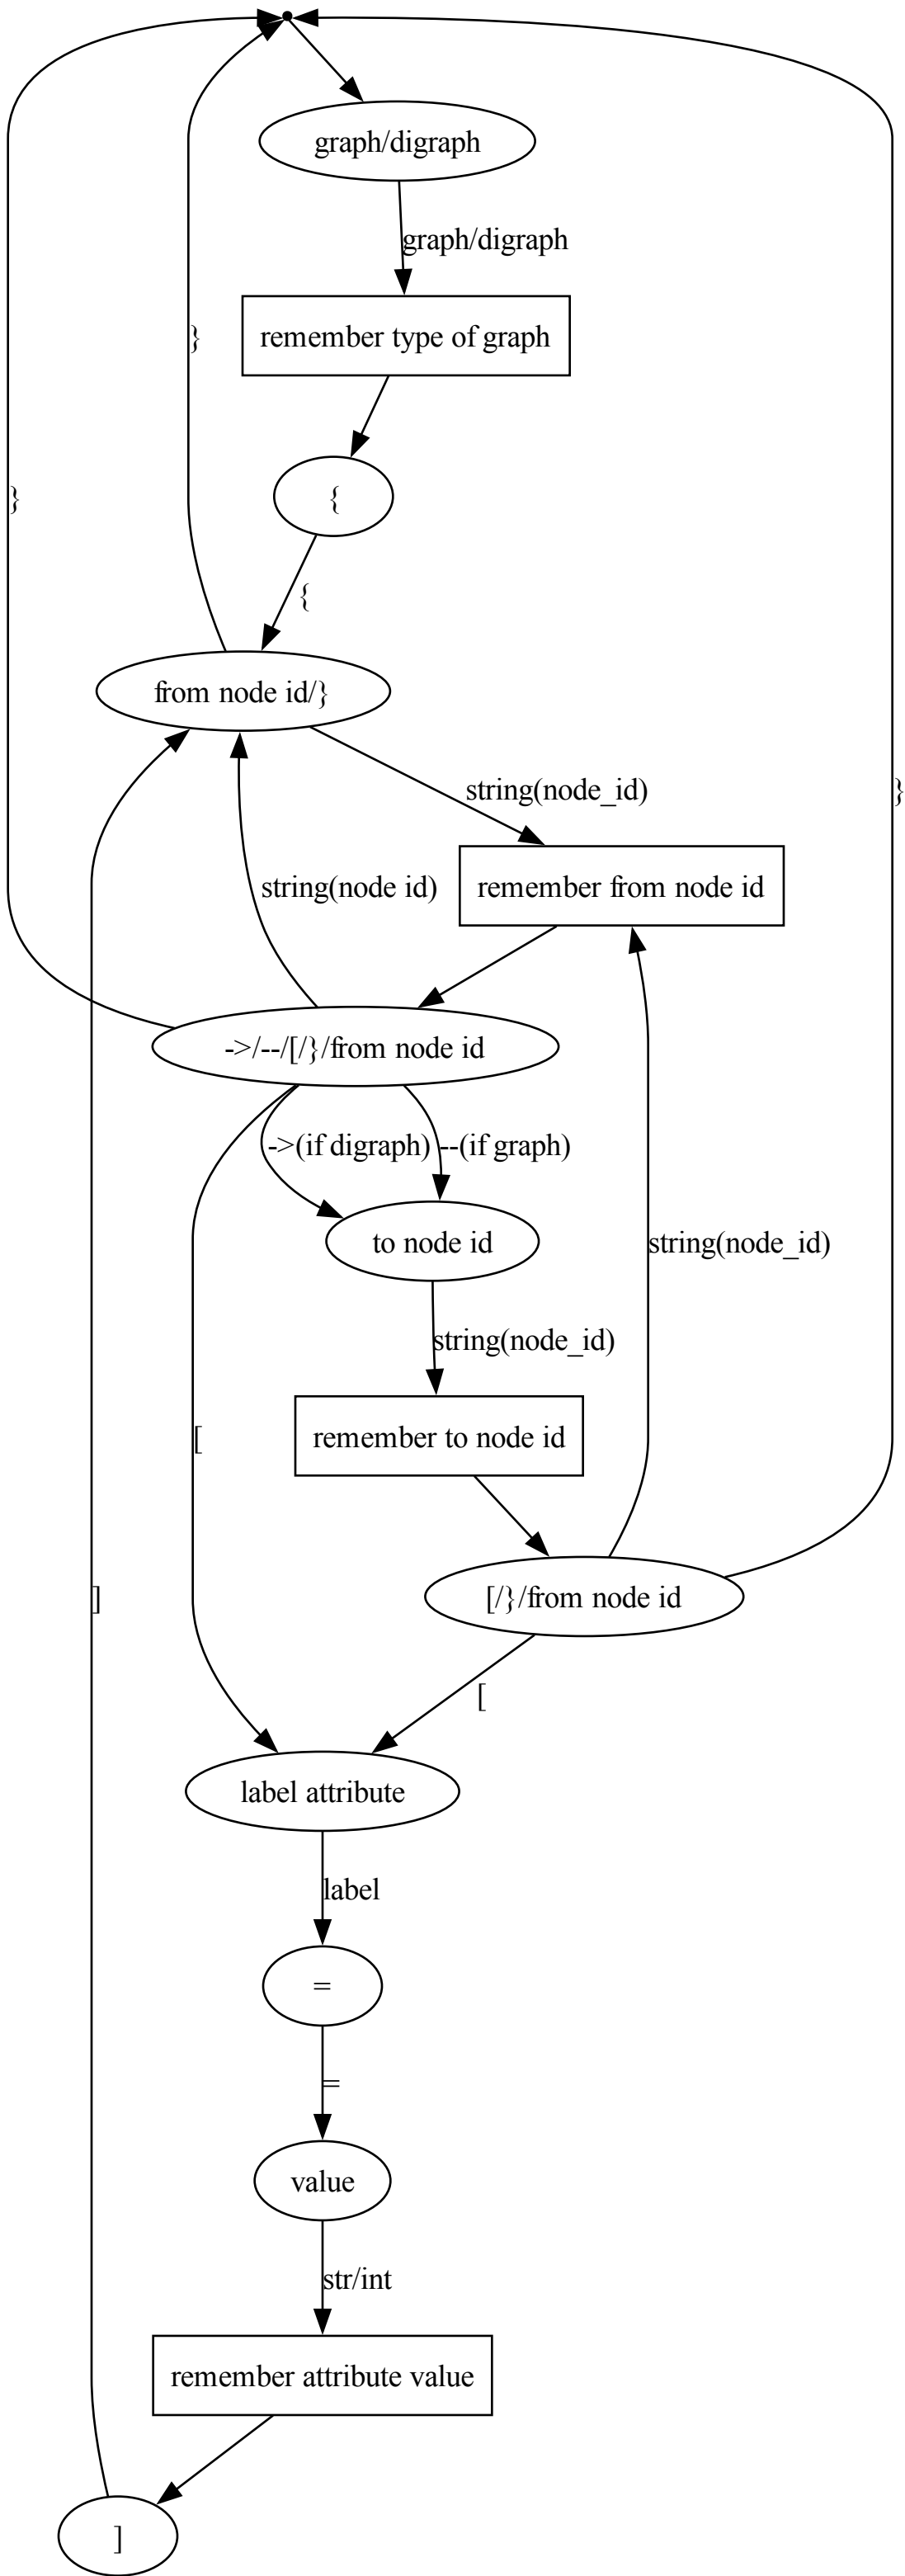 graph/digraph
graph/digraph
remember type of graph
}
}
{
{
from node id/}
string(node_id)
}
string(node id)
remember from node id
->/--/[/}/from node id
->(if digraph)
--(if graph)
to node id
string(node_id)
string(node_id)
[
remember to node id
]
[/}/from node id
[
label attribute
label
=
=
value
str/int
remember attribute value
]